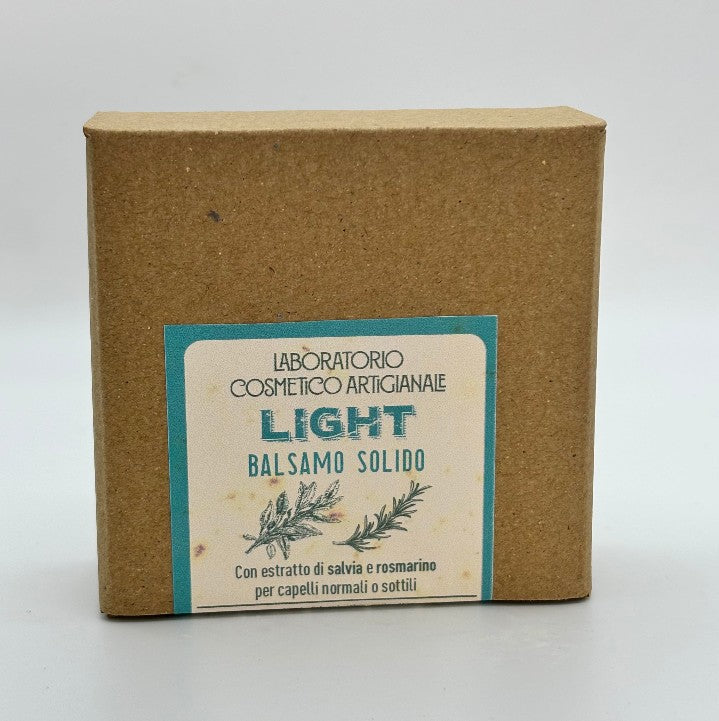 LABORATORIO
COSMETICO ARTIGIANALE
LIGHT
BALSAMO SOLIDO
Con estratto di salvia e rosmarino
per capelli normali o sottili